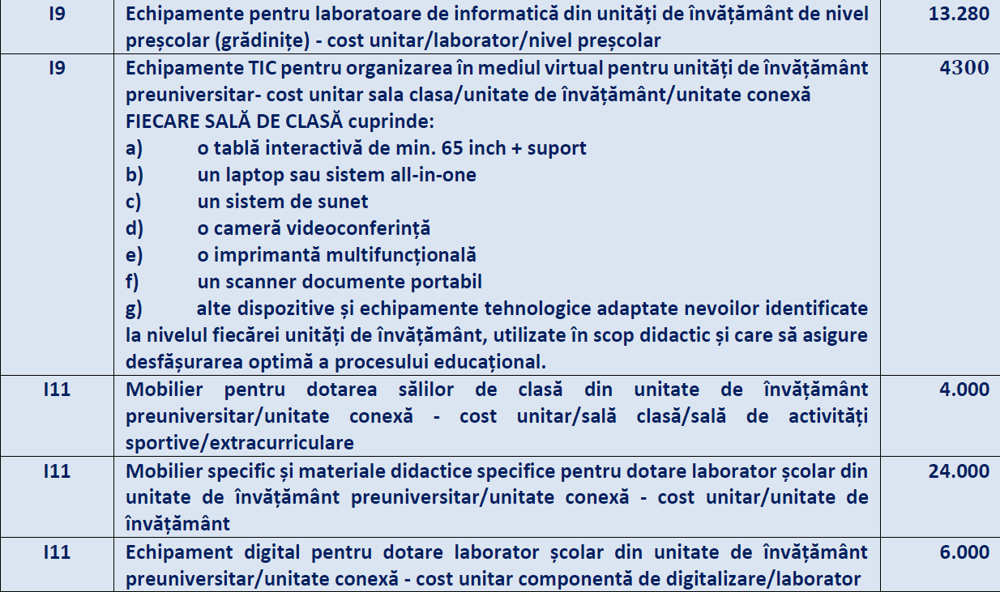 I9 Echipamente pentru laboratoare de informatică din unități de învățământ de nivel 13.280
preșcolar (grădinițe) - cost unitar/laborator/nivel preșcolar
I9 Echipamente TIC pentru organizarea în mediul virtual pentru unități de învățământ 4300
preuniversitar- cost unitar sala clasa/unitate de învățământ/unitate conexă
FIECARE SALĂ DE CLASĂ cuprinde:
a) o tablă interactivă de min. 65 inch + suport
b) un laptop sau sistem all-in-one
c) un sistem de sunet
d) o cameră videoconferință
e) o imprimantă multifuncțională
f) un scanner documente portabil
g) alte dispozitive și echipamente tehnologice adaptate nevoilor identificate
la nivelul fiecărei unități de învățământ, utilizate în scop didactic și care să asigure
desfășurarea optimă a procesului educațional.
I11 Mobilier pentru dotarea sălilor de clasă din unitate de învățământ 4.000
preuniversitar/unitate conexă - cost unitar/sală clasă/sală de activități
sportive/extracurriculare
I11 Mobilier specific și materiale didactice specifice pentru dotare laborator școlar din 24.000
unitate de învățământ preuniversitar/unitate conexă - cost unitar/unitate de
învățământ
I11 Echipament digital pentru dotare laborator școlar din unitate de învățământ 6.000
preuniversitar/unitate conexă - cost unitar componentă de digitalizare/laborator